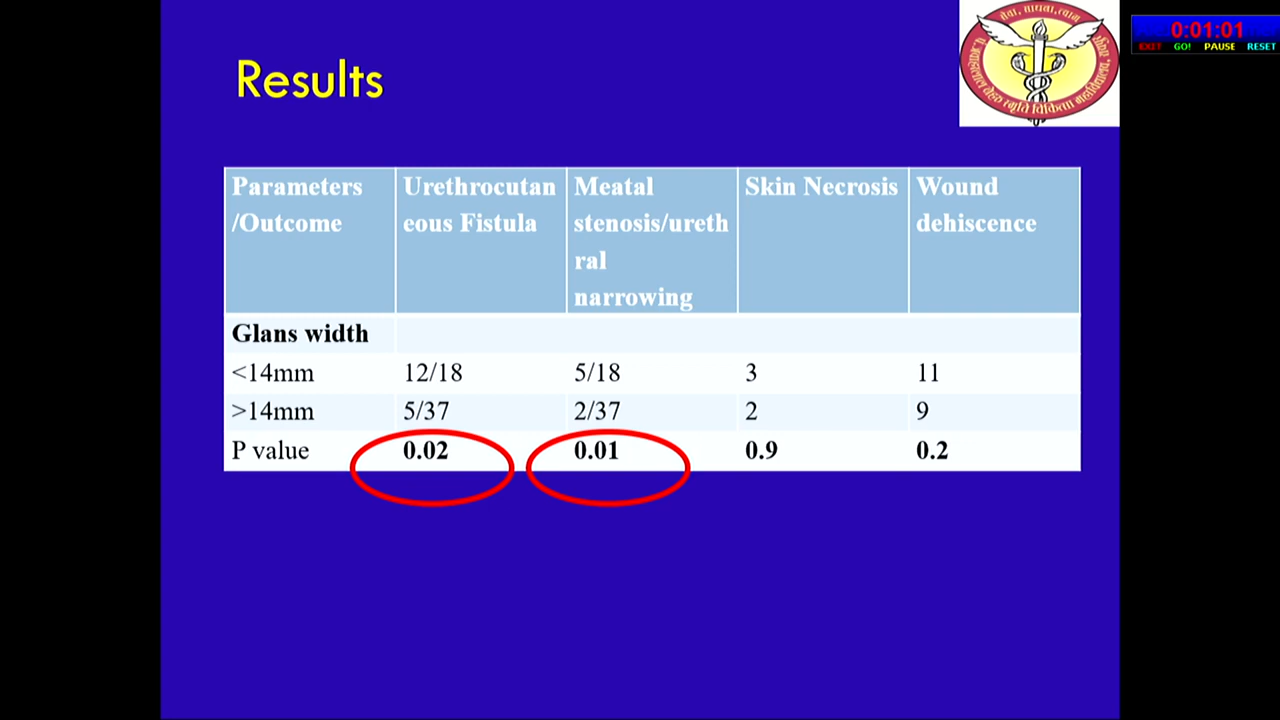 0:01:01
EXIT GO! PAUSE RESET
सेवा, साधना, त्याग
Results
Parameters /Outcome
Urethrocutan eous Fistula
Meatal stenosis/ureth ral narrowing
Skin Necrosis
Wound dehiscence
Glans width
<14mm 12/18 5/18 3 11
>14mm 5/37 2/37 2 9
P value 0.02 0.01 0.9 0.2